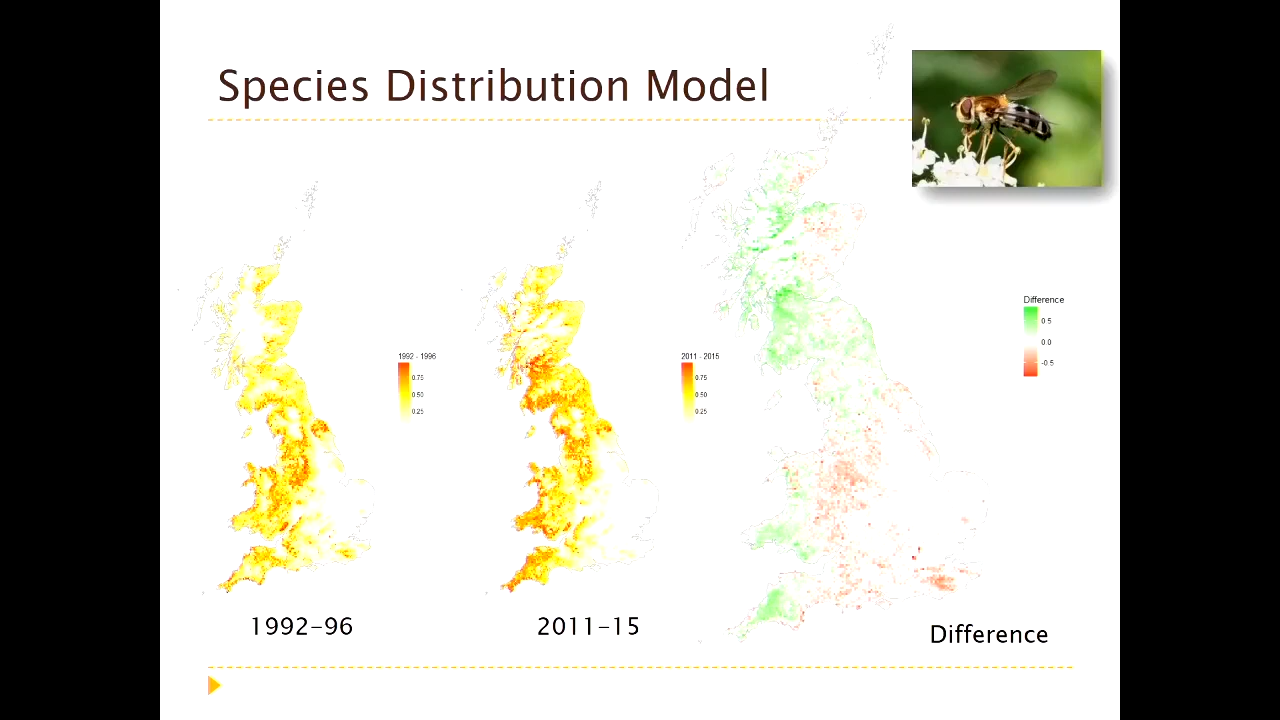 Species Distribution Model
1992 - 1996
0.75
0.50
0.25
2011 - 2015
0.75
0.50
0.25
Difference
0.5
0.0
-0.5
1992–96
2011–15
Difference